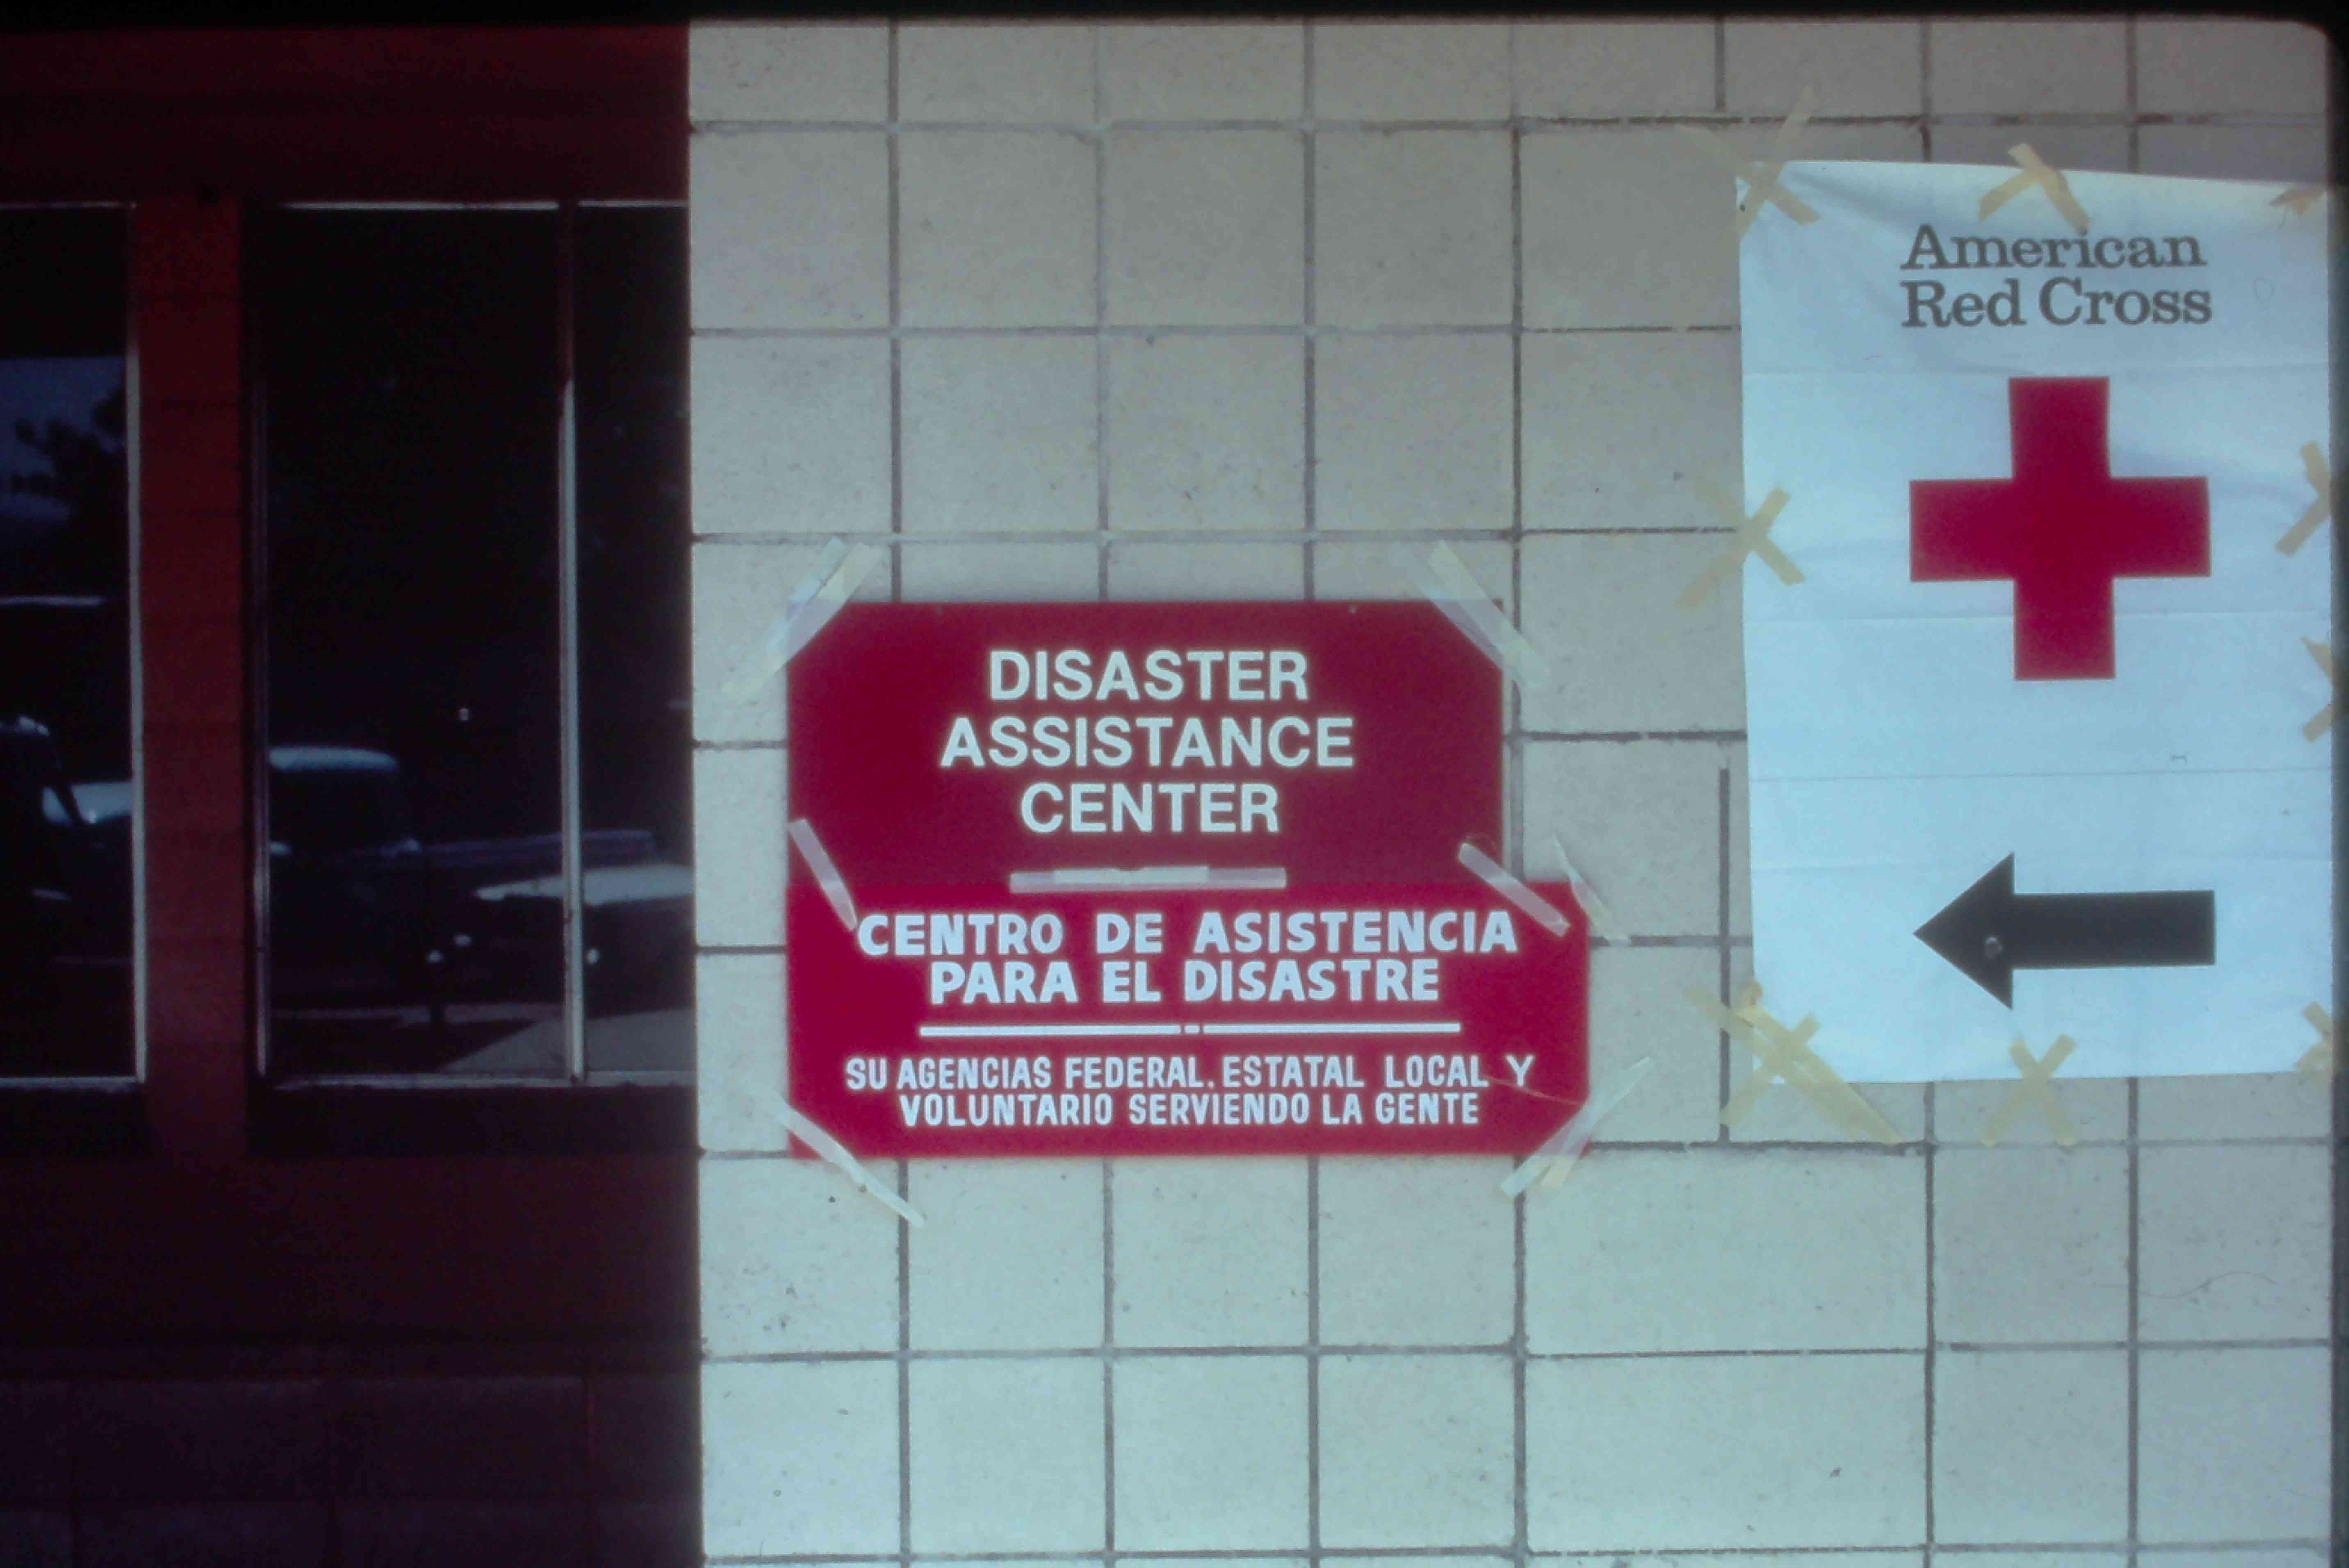 DISASTER
ASSISTANCE
CENTER
CENTRO DE ASISTENCIA
PARA EL DISASTRE
SU AGENCIAS FEDERAL. ESTATAL LOCAL Y
VOLUNTARIO SERVIENDO LA GENTE
American
Red Cross